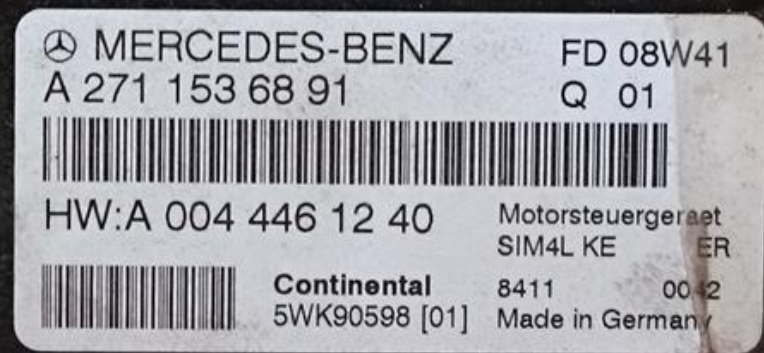 MERCEDES-BENZ FD 08W41
A 271 153 68 91 Q 01
HW:A 004 446 12 40
Motorsteuergeraet
SIM4L KE ER
Continental 8411
5WK90598 [01] Made in Germany